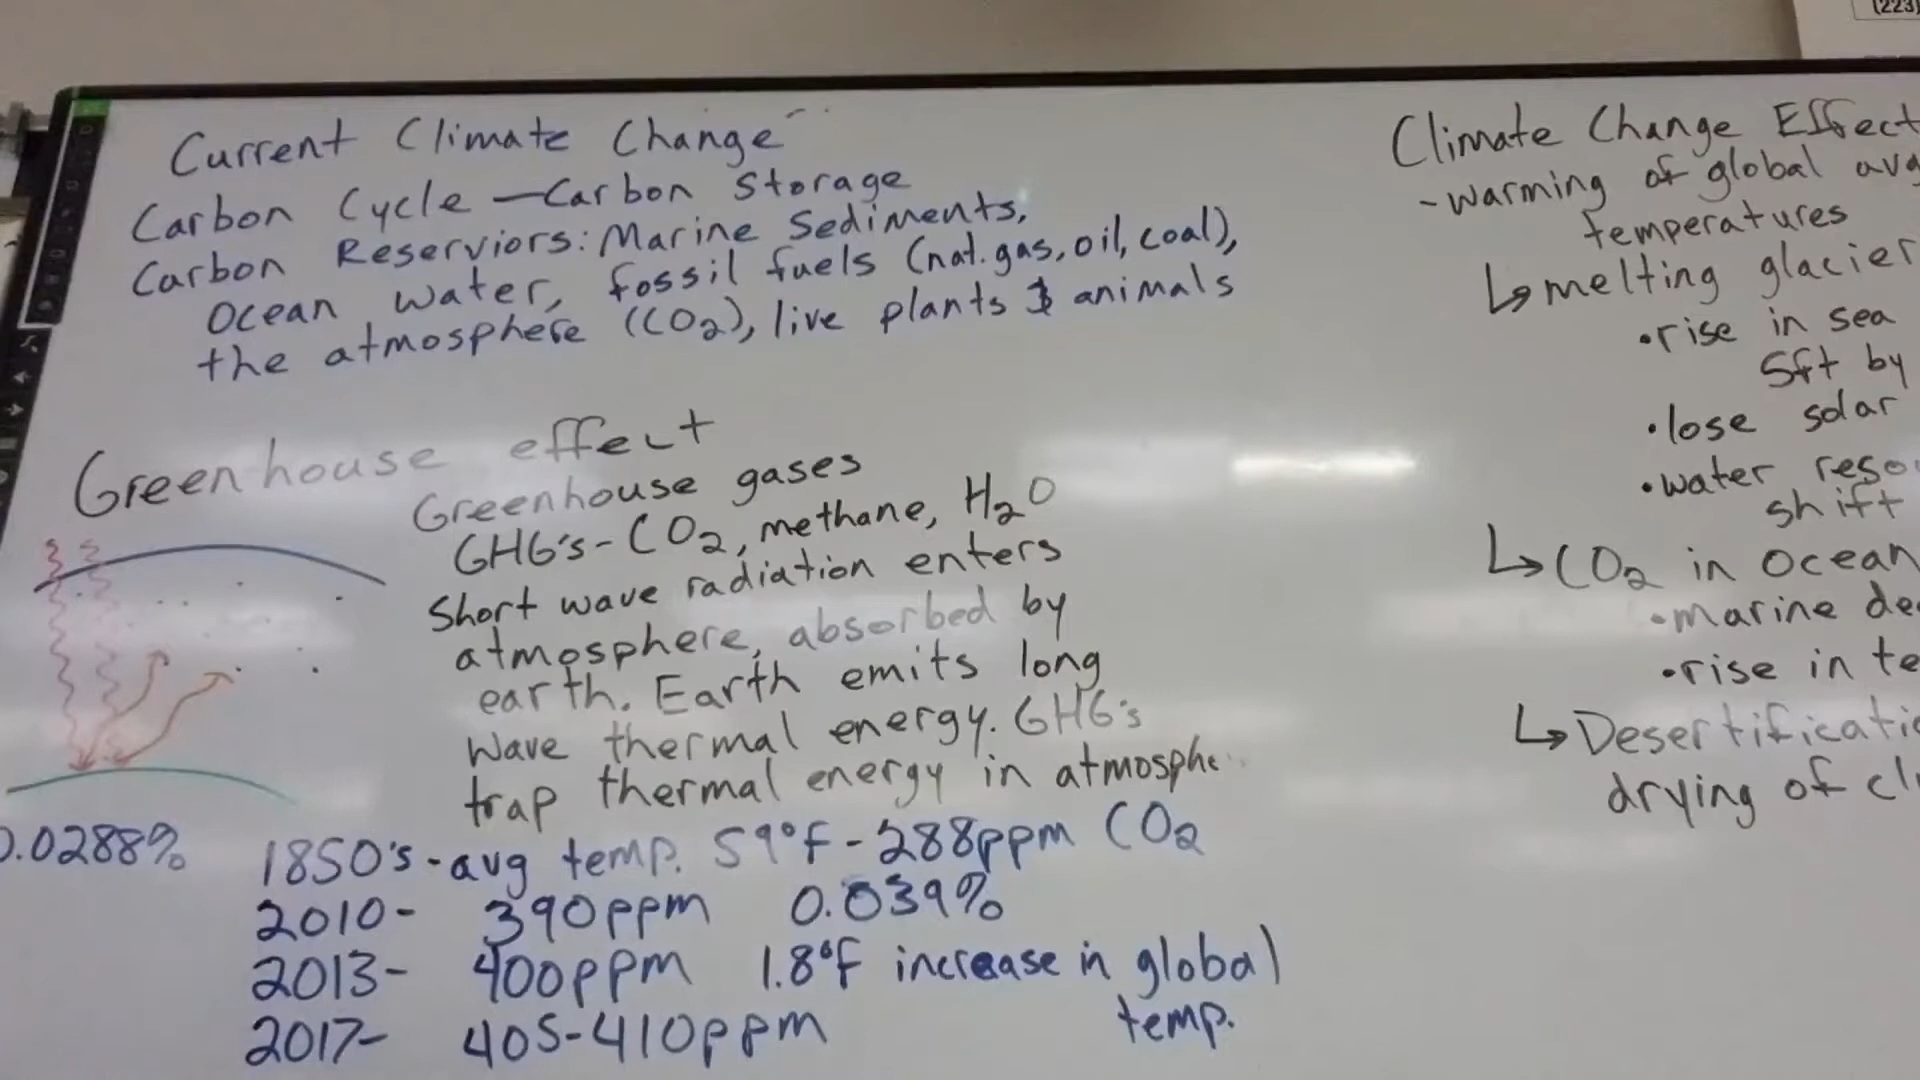 (223)
Current Climate Change
Carbon Cycle — Carbon Storage
Carbon Reserviors: Marine Sediments,
Ocean water, fossil fuels (nat. gas, oil, coal),
the atmosphere (CO2), live plants & animals
Greenhouse effect
Greenhouse gases
GHG's - CO2, methane, H2O
Short wave radiation enters
atmosphere, absorbed by
earth. Earth emits long
wave thermal energy. GHG's
trap thermal energy in atmosphe
0.0288% 1850's - avg temp. 59°F - 288ppm CO2
2010 - 390ppm 0.039%
2013 - 400ppm 1.8°F increase in global
temp.
2017 - 405-410ppm
Climate Change Effect
- warming of global avg
temperatures
↳ melting glacier
• rise in sea
5ft by
• lose solar
• water reso
shift
↳ CO2 in Ocean
• marine de
• rise in te
↳ Desertificatio
drying of cl